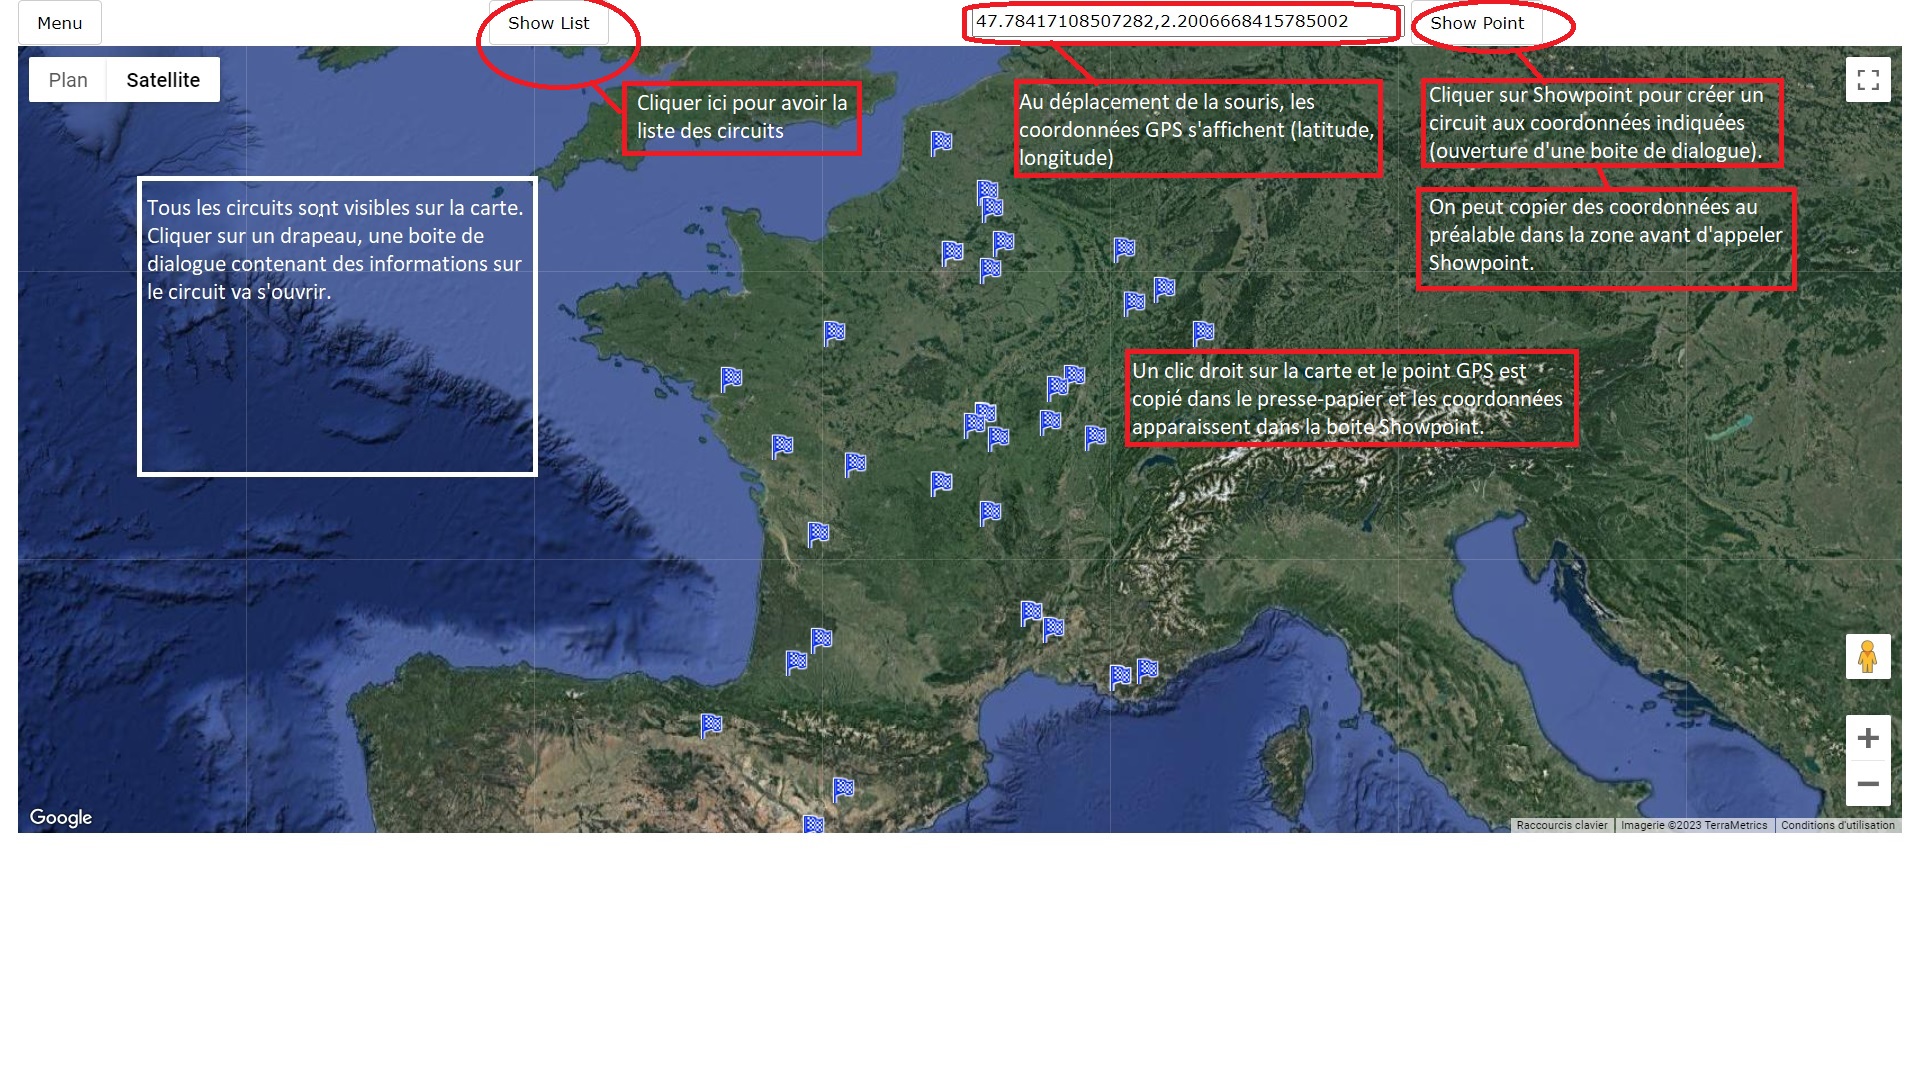 Menu
Show List
47.78417108507282,2.2006668415785002
Show Point
Plan
Satellite
Cliquer ici pour avoir la
liste des circuits
Au déplacement de la souris, les
coordonnées GPS s'affichent (latitude,
longitude)
Cliquer sur Showpoint pour créer un
circuit aux coordonnées indiquées
(ouverture d'une boite de dialogue).
On peut copier des coordonnées au
préalable dans la zone avant d'appeler
Showpoint.
Tous les circuits sont visibles sur la carte.
Cliquer sur un drapeau, une boite de
dialogue contenant des informations sur
le circuit va s'ouvrir.
Un clic droit sur la carte et le point GPS est
copié dans le presse-papier et les coordonnées
apparaissent dans la boite Showpoint.
Google
Raccourcis clavier
Imagerie ©2023 TerraMetrics
Conditions d'utilisation